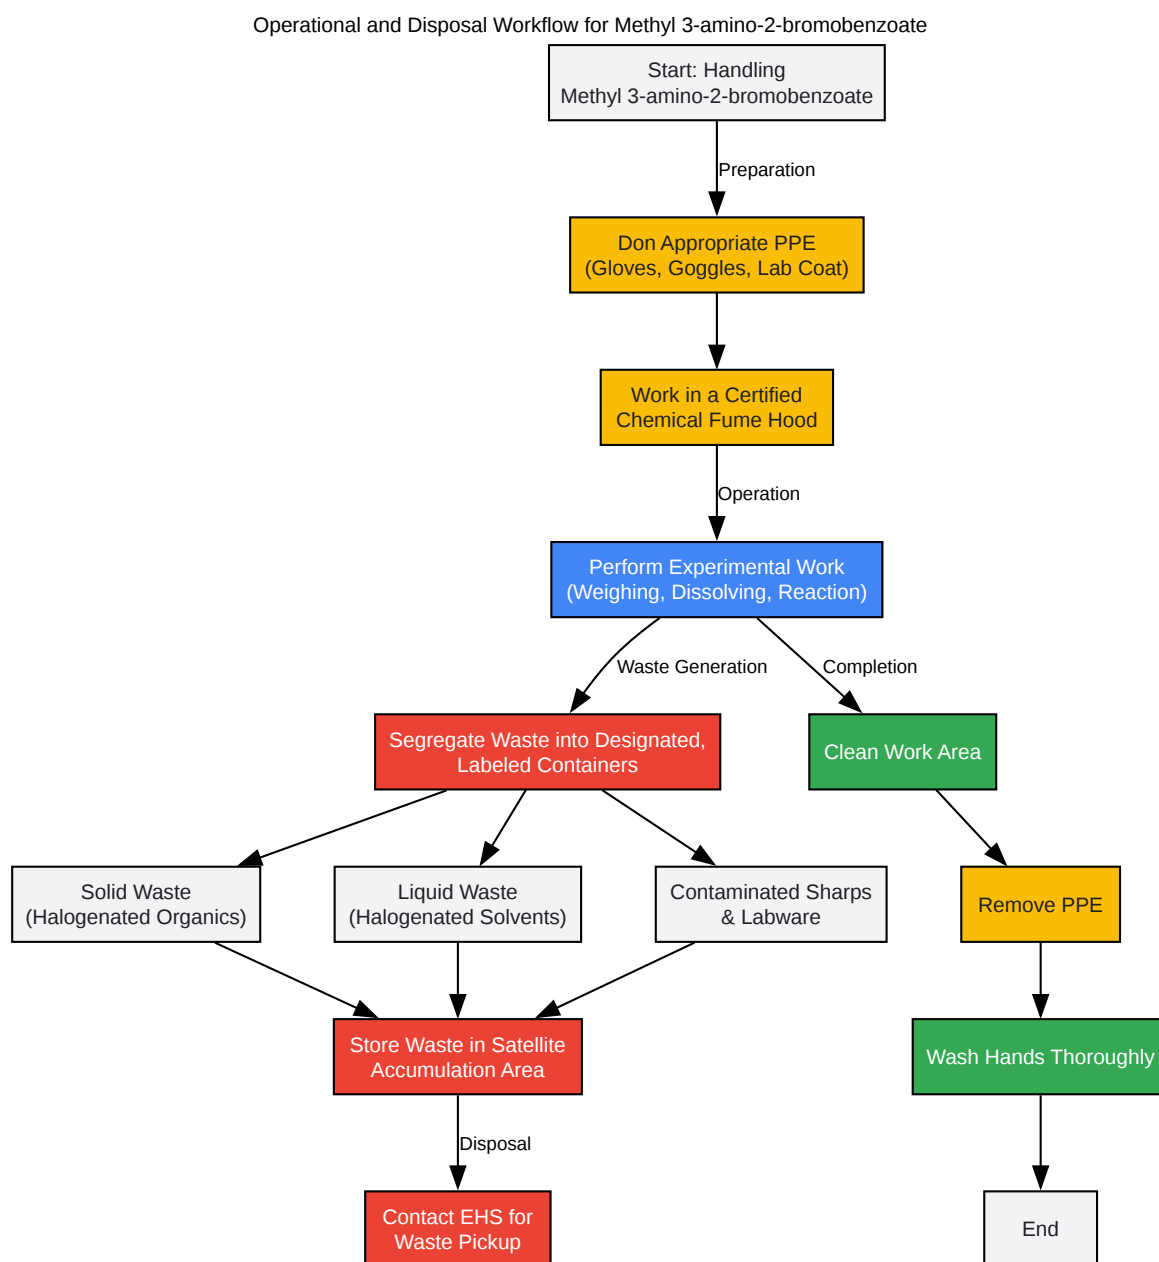 Operational and Disposal Workflow for Methyl 3-amino-2-bromobenzoate
Start: Handling
Methyl 3-amino-2-bromobenzoate
Preparation
Don Appropriate PPE
(Gloves, Goggles, Lab Coat)
Work in a Certified
Chemical Fume Hood
Operation
Perform Experimental Work
(Weighing, Dissolving, Reaction)
Waste Generation
Completion
Segregate Waste into Designated,
Labeled Containers
Clean Work Area
Solid Waste
(Halogenated Organics)
Liquid Waste
(Halogenated Solvents)
Contaminated Sharps
& Labware
Remove PPE
Store Waste in Satellite
Accumulation Area
Wash Hands Thoroughly
Disposal
Contact EHS for
Waste Pickup
End